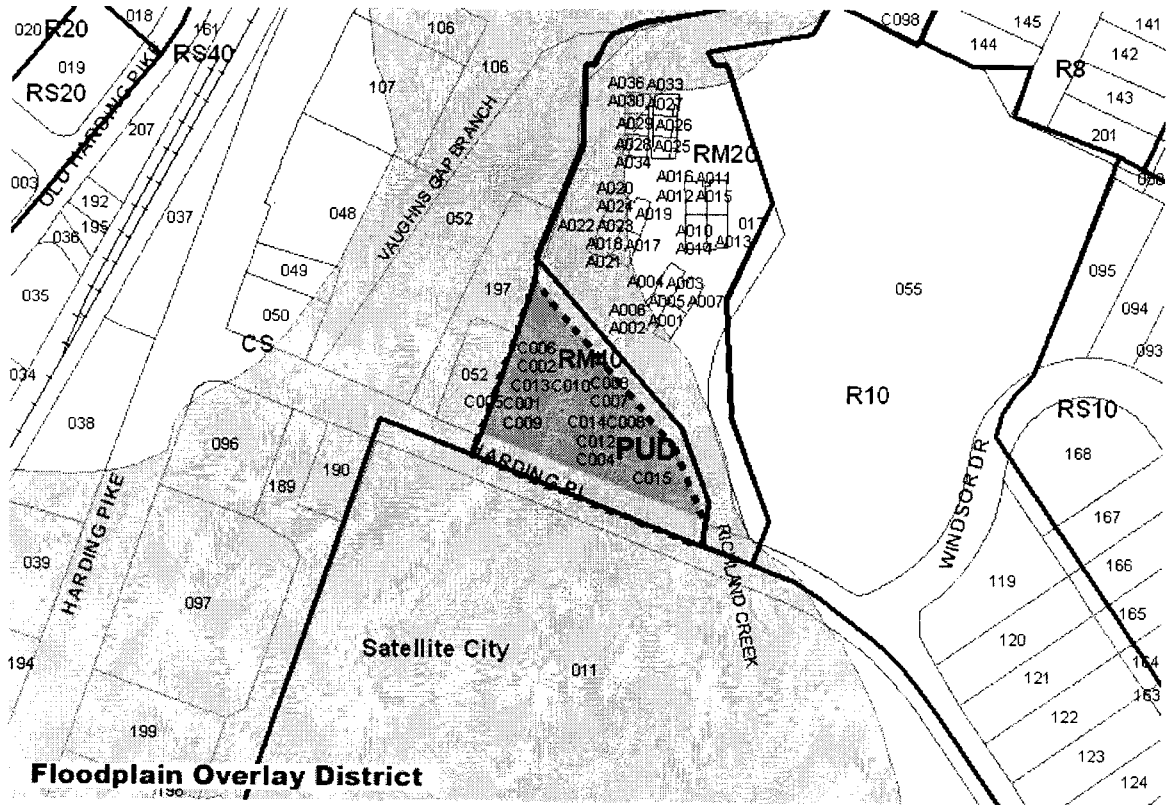 020 R20
018
161
RS40
019
RS20
OLD HARDING PIKE
207
003
192
195
036
037
035
034
038
106
106
107
VAUGHNS GAP BRANCH
048
052
049
050
CS
197
052
A036 A033
A030 A027
A029 A026
A028 A025
A034
RM20
A016 A011
A012 A015
A020
A024 A019
A022 A023
A018 A017
A021
A010
A014 A013
017
A004 A003
A005 A007
A006
A002 A001
C006
RM40
C002
C013 C010 C003
C005 C001
C007
C009
C014 C008
C012
PUD
C004
C015
HARDING PL
RICHLAND CREEK
055
R10
C098
144
145
141
142
R8
143
201
095
094
093
RS10
168
WINDSOR DR
167
166
165
164
163
119
120
121
122
123
124
096
190
189
HARDING PIKE
039
097
194
199
198
Satellite City
011
Floodplain Overlay District